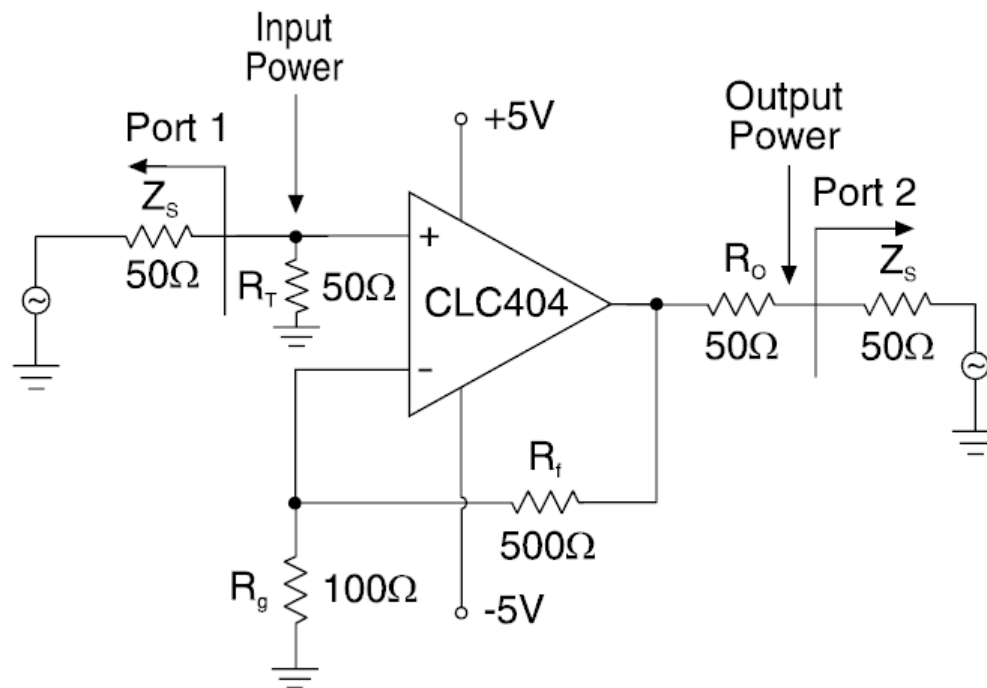 Input
Power
Port 1
+5V
Output
Power
Port 2
Z_S
50Ω
R_T
50Ω
+
CLC404
R_O
50Ω
Z_S
50Ω
-
R_f
500Ω
R_g
100Ω
-5V